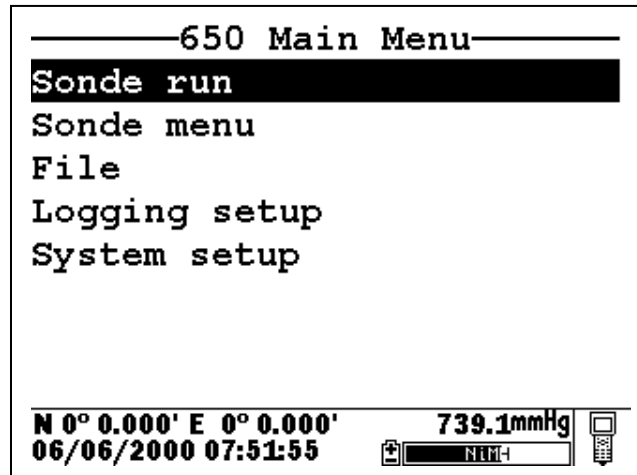 650 Main Menu
Sonde run
Sonde menu
File
Logging setup
System setup
N 0° 0.000' E 0° 0.000' 739.1mmHg
06/06/2000 07:51:55 NiMH